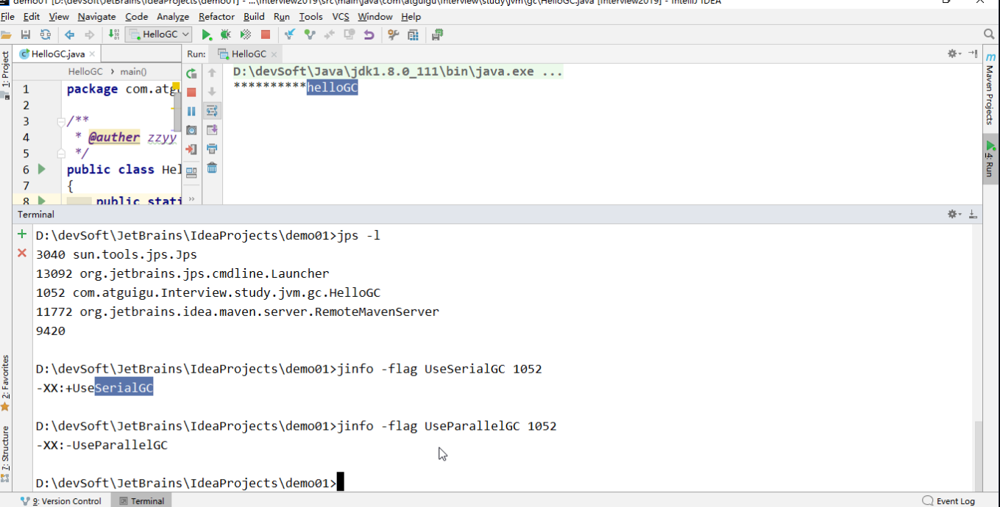 demo01 [D:\devSoft\JetBrains\IdeaProjects\demo01] - ...\Interview2019\src\main\java\com\atguigu\Interview\study\jvm\gc\HelloGC.java [Interview2019] - IntelliJ IDEA
File Edit View Navigate Code Analyze Refactor Build Run Tools VCS Window Help
HelloGC
HelloGC.java
Run: HelloGC
HelloGC › main()
1 package com.atgu
2
3 /**
4 * @auther zzyy
5 */
6 public class Hel
7 {
8 public stati
D:\devSoft\Java\jdk1.8.0_111\bin\java.exe ...
**********helloGC
Terminal
D:\devSoft\JetBrains\IdeaProjects\demo01>jps -l
3040 sun.tools.jps.Jps
13092 org.jetbrains.jps.cmdline.Launcher
1052 com.atguigu.Interview.study.jvm.gc.HelloGC
11772 org.jetbrains.idea.maven.server.RemoteMavenServer
9420
D:\devSoft\JetBrains\IdeaProjects\demo01>jinfo -flag UseSerialGC 1052
-XX:+UseSerialGC
D:\devSoft\JetBrains\IdeaProjects\demo01>jinfo -flag UseParallelGC 1052
-XX:-UseParallelGC
D:\devSoft\JetBrains\IdeaProjects\demo01>
1: Project
2: Favorites
7: Structure
m Maven Projects
4: Run
9: Version Control
Terminal
Event Log